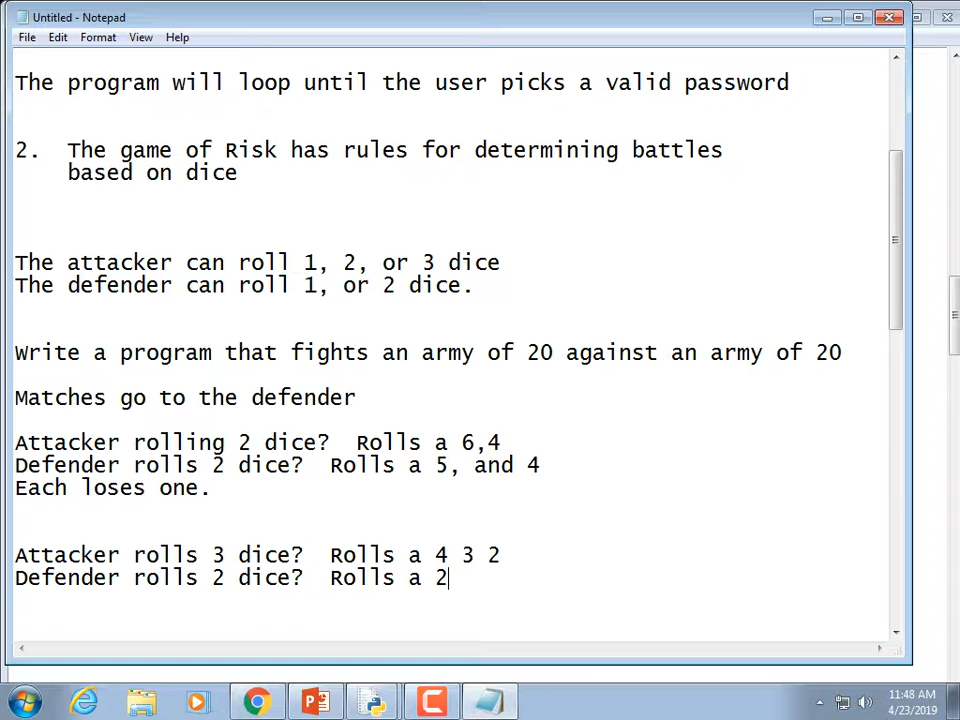 Untitled - Notepad
File Edit Format View Help
The program will loop until the user picks a valid password
2. The game of Risk has rules for determining battles
based on dice
The attacker can roll 1, 2, or 3 dice
The defender can roll 1, or 2 dice.
Write a program that fights an army of 20 against an army of 20
Matches go to the defender
Attacker rolling 2 dice? Rolls a 6,4
Defender rolls 2 dice? Rolls a 5, and 4
Each loses one.
Attacker rolls 3 dice? Rolls a 4 3 2
Defender rolls 2 dice? Rolls a 2
11:48 AM
4/23/2019